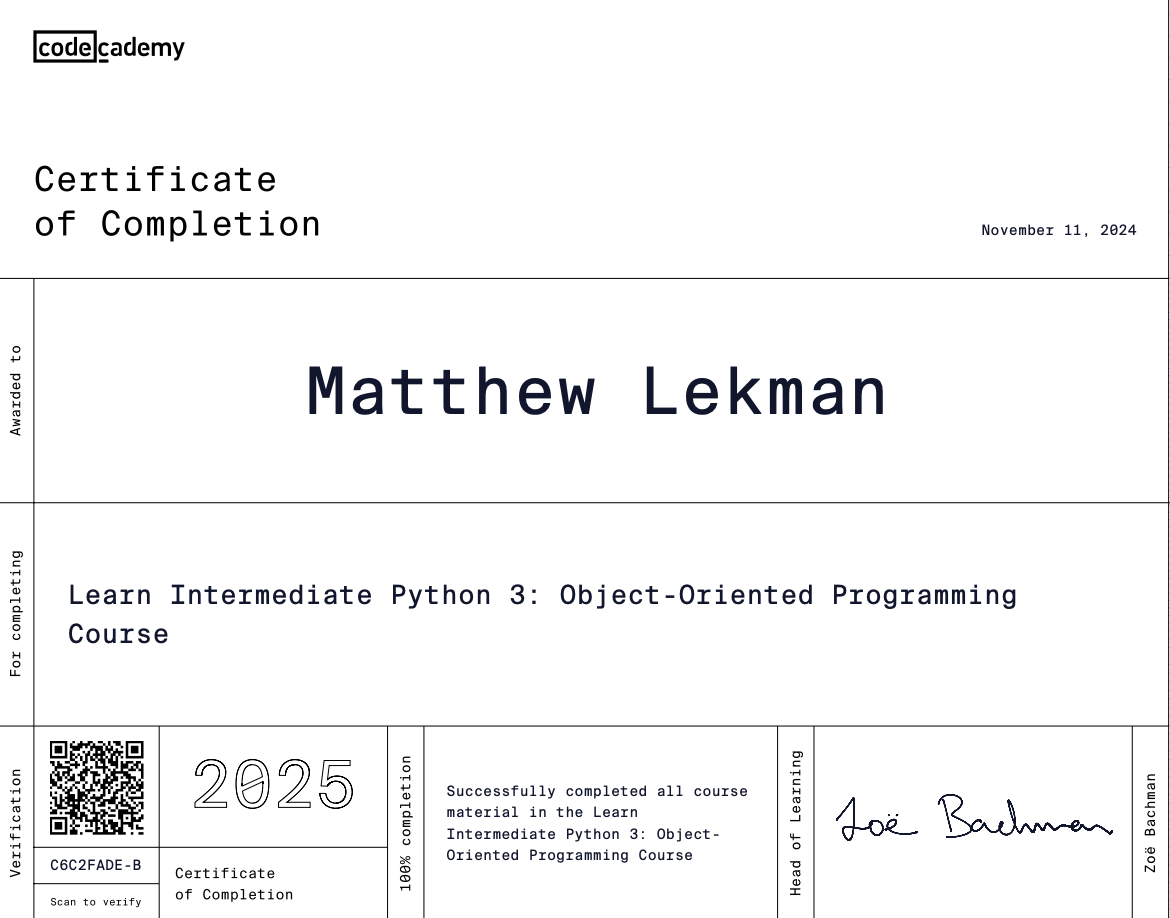 codecademy
Certificate
of Completion
November 11, 2024
Awarded to
Matthew Lekman
For completing
Learn Intermediate Python 3: Object-Oriented Programming
Course
Verification
C6C2FADE-B
Scan to verify
2025
Certificate
of Completion
100% completion
Successfully completed all course
material in the Learn
Intermediate Python 3: Object-
Oriented Programming Course
Head of Learning
Zoë Bachman
Zoë Bachman